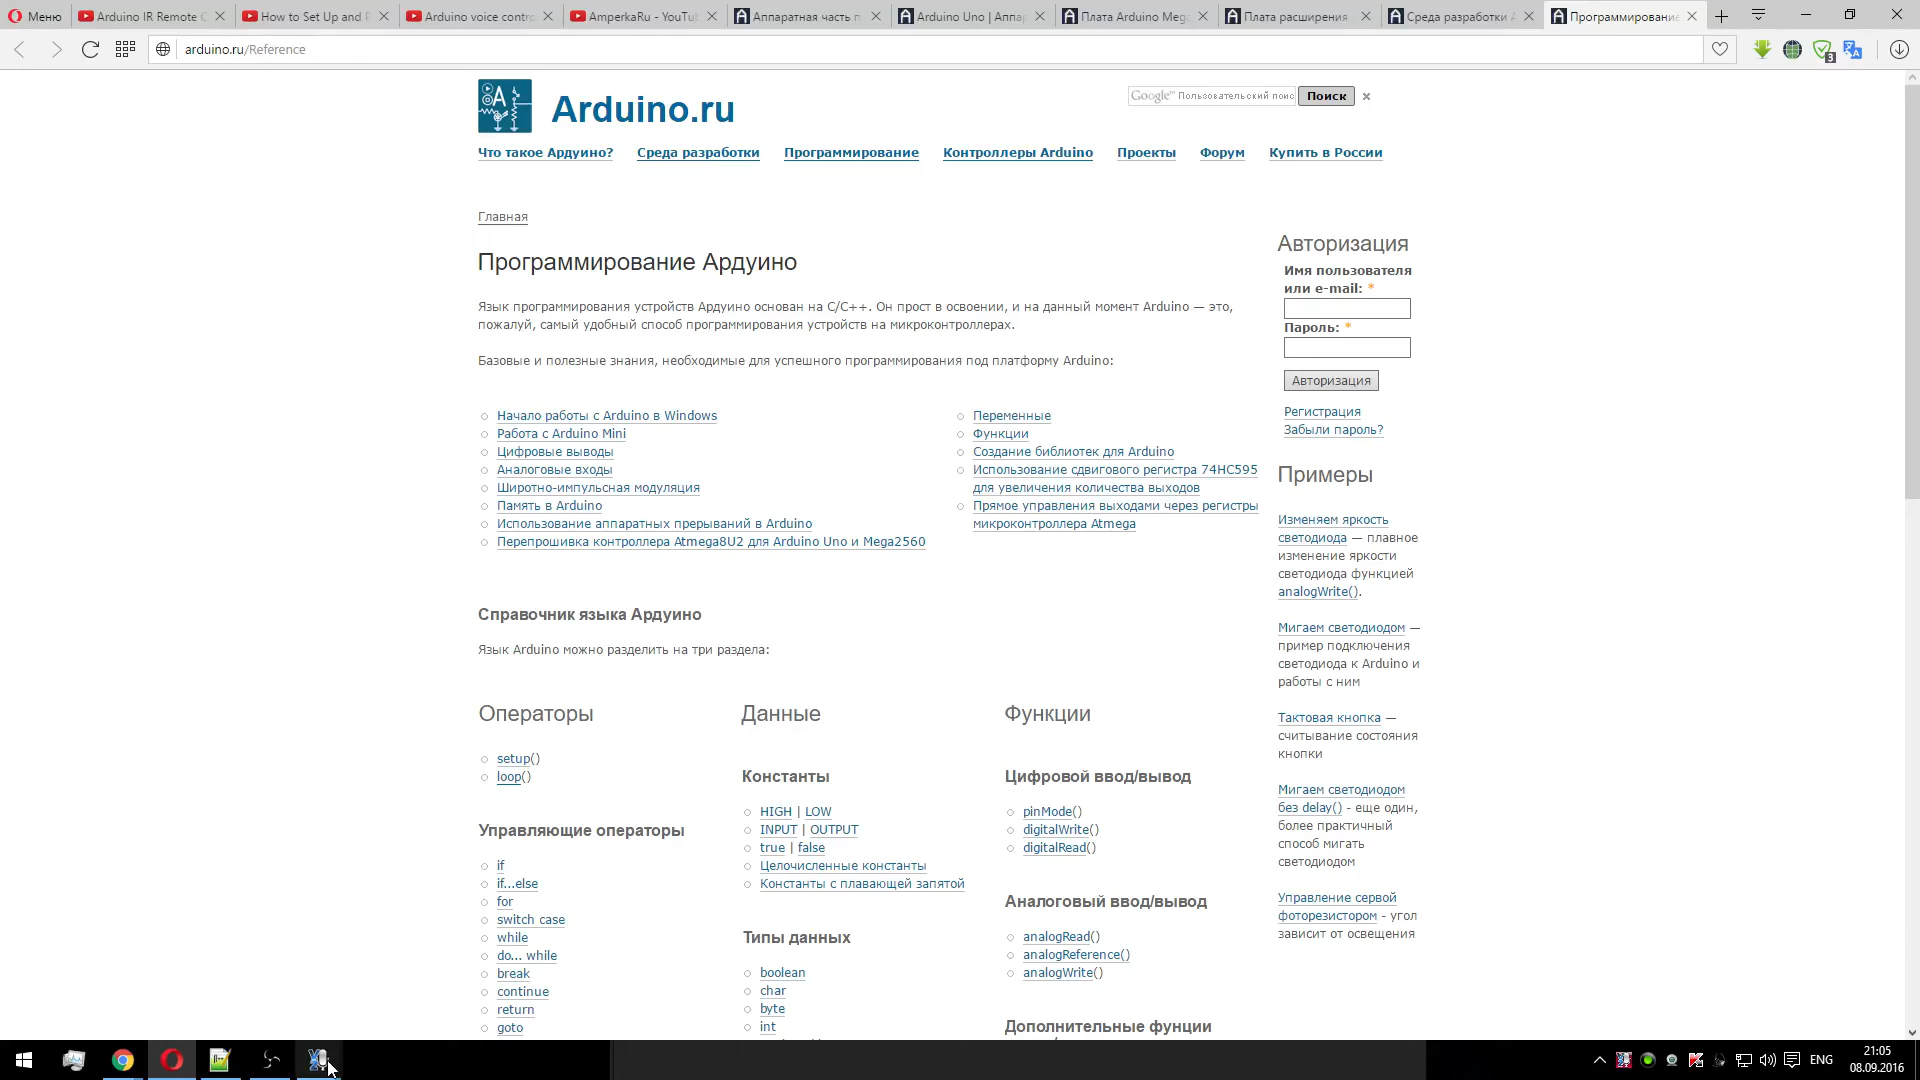 Меню
Arduino IR Remote C
How to Set Up and P
Arduino voice contro
AmperkaRu - YouTu
Аппаратная часть п
Arduino Uno | Аппа
Плата Arduino Meg
Плата расширения
Среда разработки А
Программирование
arduino.ru/Reference
3
Arduino.ru
Google™ Пользовательский поис
Поиск
Что такое Ардуино?
Среда разработки
Программирование
Контроллеры Arduino
Проекты
Форум
Купить в России
Главная
Программирование Ардуино
Язык программирования устройств Ардуино основан на C/C++. Он прост в освоении, и на данный момент Arduino — это,
пожалуй, самый удобный способ программирования устройств на микроконтроллерах.
Базовые и полезные знания, необходимые для успешного программирования под платформу Arduino:
Начало работы с Arduino в Windows
Работа с Arduino Mini
Цифровые выводы
Аналоговые входы
Широтно-импульсная модуляция
Память в Arduino
Использование аппаратных прерываний в Arduino
Перепрошивка контроллера Atmega8U2 для Arduino Uno и Mega2560
Переменные
Функции
Создание библиотек для Arduino
Использование сдвигового регистра 74HC595
для увеличения количества выходов
Прямое управления выходами через регистры
микроконтроллера Atmega
Справочник языка Ардуино
Язык Arduino можно разделить на три раздела:
Операторы
setup()
loop()
Управляющие операторы
if
if...else
for
switch case
while
do... while
break
continue
return
goto
Данные
Константы
HIGH | LOW
INPUT | OUTPUT
true | false
Целочисленные константы
Константы с плавающей запятой
Типы данных
boolean
char
byte
int
Функции
Цифровой ввод/вывод
pinMode()
digitalWrite()
digitalRead()
Аналоговый ввод/вывод
analogRead()
analogReference()
analogWrite()
Дополнительные фунции
Авторизация
Имя пользователя
или e-mail: *
Пароль: *
Авторизация
Регистрация
Забыли пароль?
Примеры
Изменяем яркость
светодиода — плавное
изменение яркости
светодиода функцией
analogWrite().
Мигаем светодиодом —
пример подключения
светодиода к Arduino и
работы с ним
Тактовая кнопка —
считывание состояния
кнопки
Мигаем светодиодом
без delay() - еще один,
более практичный
способ мигать
светодиодом
Управление сервой
фоторезистором - угол
зависит от освещения
ENG
21:05
08.09.2016